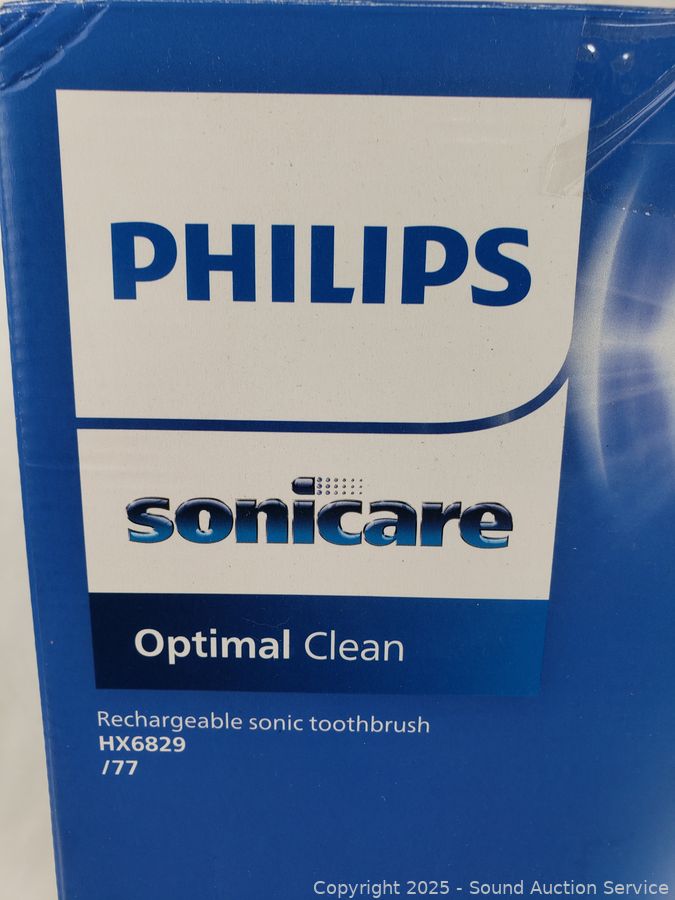 PHILIPS
sonicare
Optimal Clean
Rechargeable sonic toothbrush
HX6829
/77
Copyright 2025 - Sound Auction Service